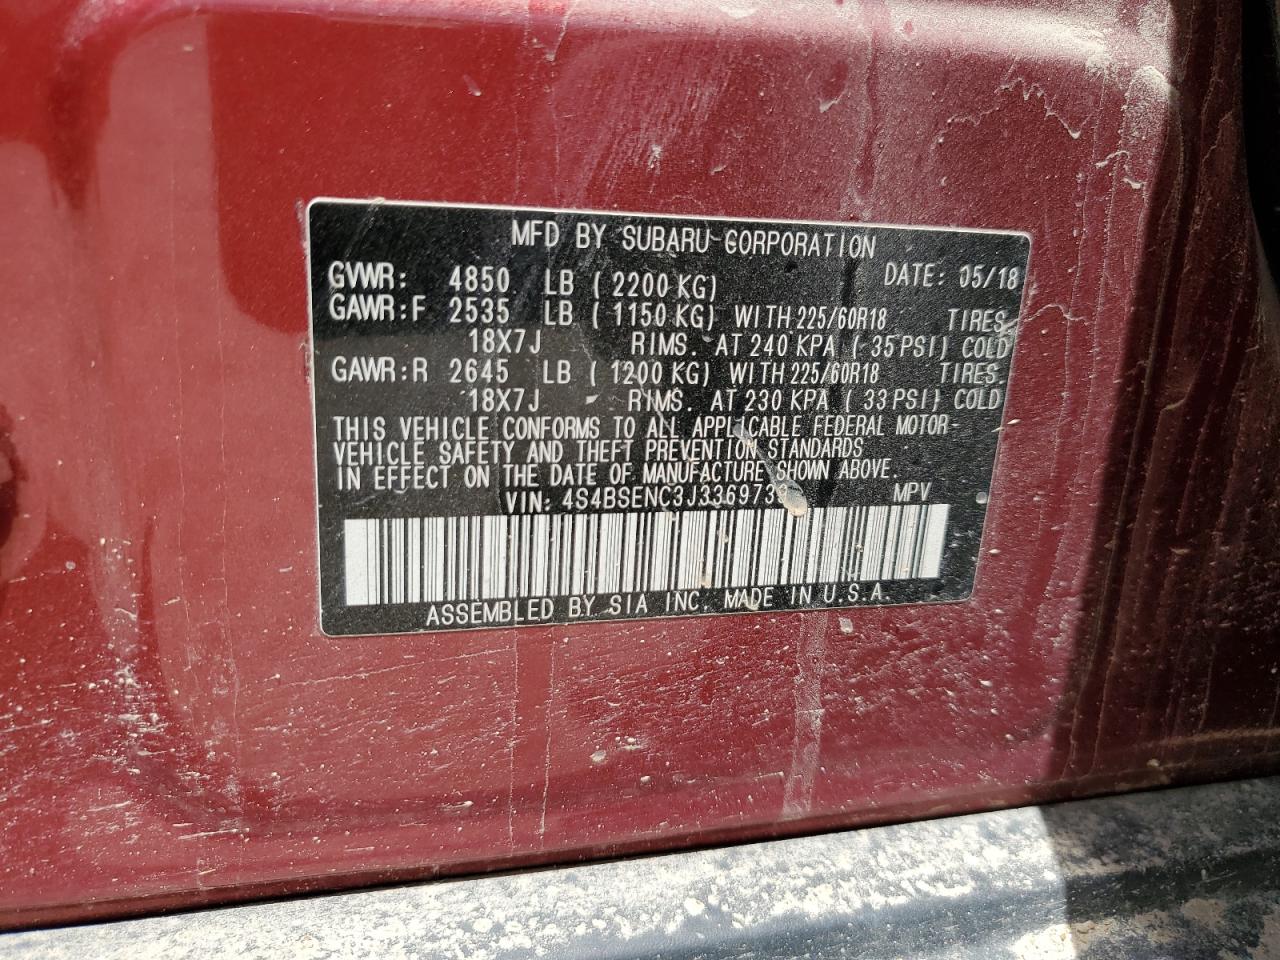 MFD BY SUBARU CORPORATION
GVWR: 4850 LB ( 2200 KG) DATE: 05/18
GAWR:F 2535 LB ( 1150 KG) WITH 225/60R18 TIRES.
18X7J RIMS. AT 240 KPA ( 35 PSI) COLD
GAWR:R 2645 LB ( 1200 KG) WITH 225/60R18 TIRES.
18X7J RIMS. AT 230 KPA ( 33 PSI) COLD
THIS VEHICLE CONFORMS TO ALL APPLICABLE FEDERAL MOTOR-
VEHICLE SAFETY AND THEFT PREVENTION STANDARDS
IN EFFECT ON THE DATE OF MANUFACTURE SHOWN ABOVE.
VIN: 4S4BSENC3J3369739 MPV
ASSEMBLED BY SIA INC. MADE IN U.S.A.